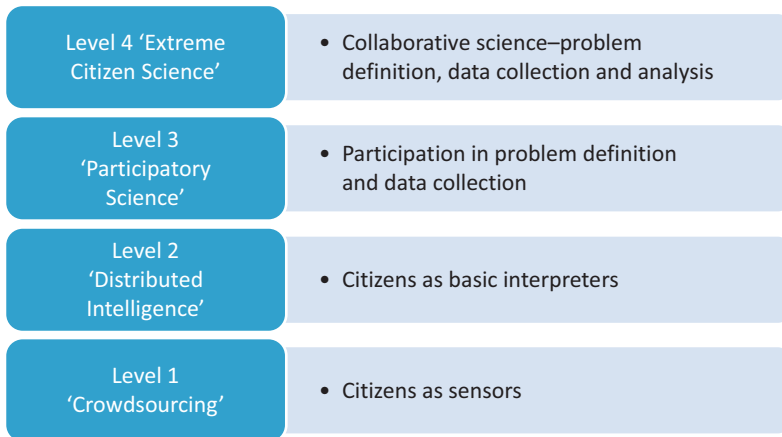 Level 4 ‘Extreme
Citizen Science’
• Collaborative science–problem
definition, data collection and analysis
Level 3
‘Participatory
Science’
• Participation in problem definition
and data collection
Level 2
‘Distributed
Intelligence’
• Citizens as basic interpreters
Level 1
‘Crowdsourcing’
• Citizens as sensors